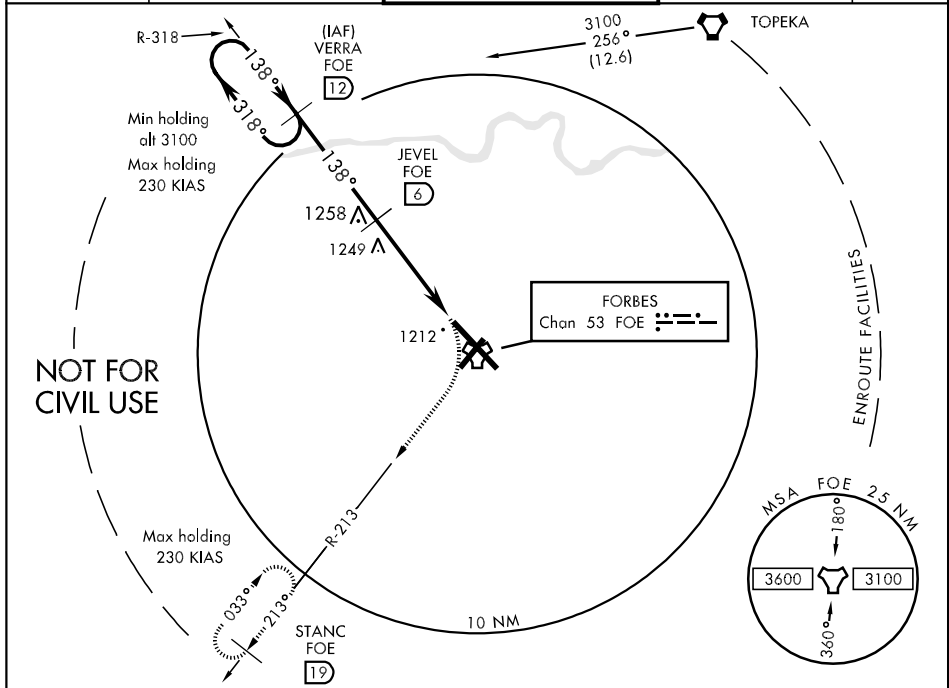 3100
256°
(12.6)
TOPEKA
R-318
(IAF)
VERRA
FOE
12
138°
318°
Min holding
alt 3100
Max holding
230 KIAS
138°
JEVEL
FOE
6
1258
1249
1212
FORBES
Chan 53 FOE
NOT FOR
CIVIL USE
ENROUTE FACILITIES
R-213
Max holding
230 KIAS
033°
213°
STANC
FOE
19
10 NM
MSA FOE 25 NM
180°
3600
3100
360°